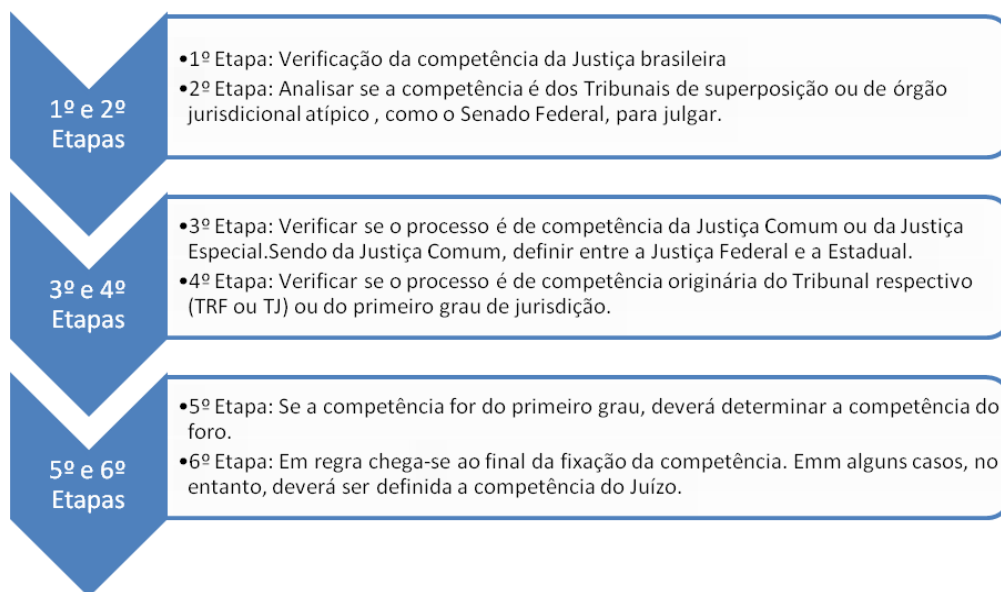 1º e 2º
Etapas
•1º Etapa: Verificação da competência da Justiça brasileira
•2º Etapa: Analisar se a competência é dos Tribunais de superposição ou de órgão
jurisdicional atípico , como o Senado Federal, para julgar.
3º e 4º
Etapas
•3º Etapa: Verificar se o processo é de competência da Justiça Comum ou da Justiça
Especial.Sendo da Justiça Comum, definir entre a Justiça Federal e a Estadual.
•4º Etapa: Verificar se o processo é de competência originária do Tribunal respectivo
(TRF ou TJ) ou do primeiro grau de jurisdição.
5º e 6º
Etapas
•5º Etapa: Se a competência for do primeiro grau, deverá determinar a competência do
foro.
•6º Etapa: Em regra chega-se ao final da fixação da competência. Emm alguns casos, no
entanto, deverá ser definida a competência do Juízo.